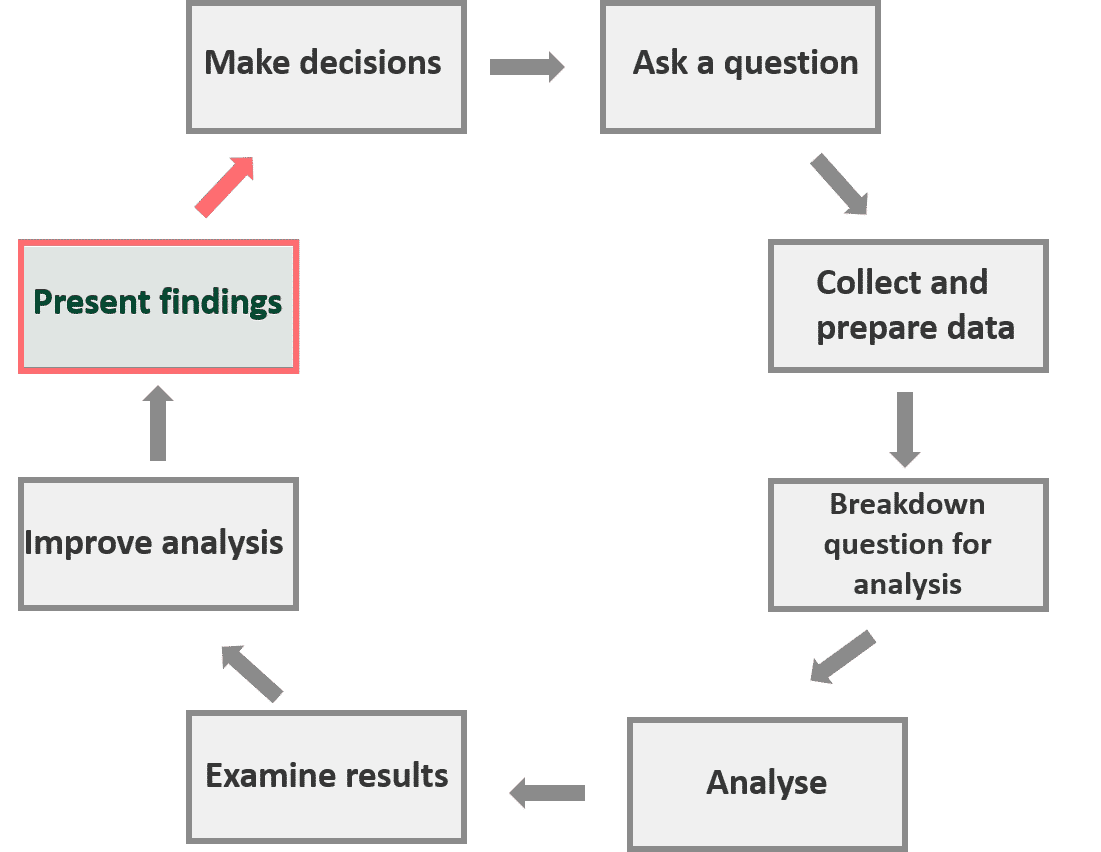 Make decisions
Ask a question
Collect and
prepare data
Breakdown
question for
analysis
Analyse
Examine results
Improve analysis
Present findings